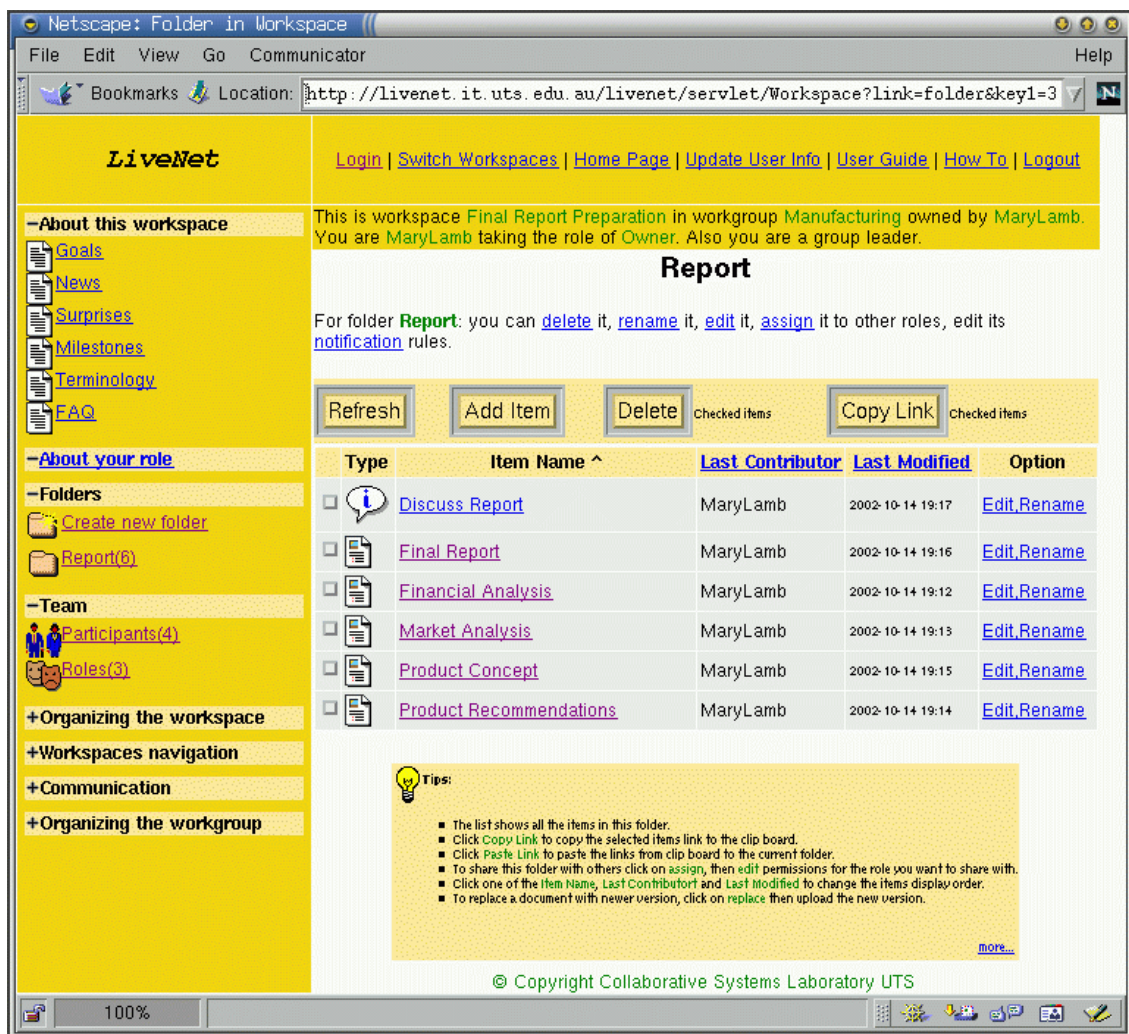 Netscape: Folder in Workspace
File Edit View Go Communicator Help
Bookmarks Location: http://livenet.it.uts.edu.au/livenet/servlet/Workspace?link=folder&key1=3 N
LiveNet
Login | Switch Workspaces | Home Page | Update User Info | User Guide | How To | Logout
−About this workspace
Goals
News
Surprises
Milestones
Terminology
FAQ
−About your role
−Folders
Create new folder
Report(6)
−Team
Participants(4)
Roles(3)
+Organizing the workspace
+Workspaces navigation
+Communication
+Organizing the workgroup
This is workspace Final Report Preparation in workgroup Manufacturing owned by MaryLamb.
You are MaryLamb taking the role of Owner. Also you are a group leader.
Report
For folder Report: you can delete it, rename it, edit it, assign it to other roles, edit its
notification rules.
Refresh Add Item Delete Checked items Copy Link Checked items
Type Item Name ^ Last Contributor Last Modified Option
Discuss Report MaryLamb 2002-10-14 19:17 Edit,Rename
Final Report MaryLamb 2002-10-14 19:16 Edit,Rename
Financial Analysis MaryLamb 2002-10-14 19:12 Edit,Rename
Market Analysis MaryLamb 2002-10-14 19:13 Edit,Rename
Product Concept MaryLamb 2002-10-14 19:15 Edit,Rename
Product Recommendations MaryLamb 2002-10-14 19:14 Edit,Rename
Tips:
The list shows all the items in this folder.
Click Copy Link to copy the selected items link to the clip board.
Click Paste Link to paste the links from clip board to the current folder.
To share this folder with others click on assign, then edit permissions for the role you want to share with.
Click one of the Item Name, Last Contributort and Last Modified to change the items display order.
To replace a document with newer version, click on replace then upload the new version.
more...
© Copyright Collaborative Systems Laboratory UTS
100%